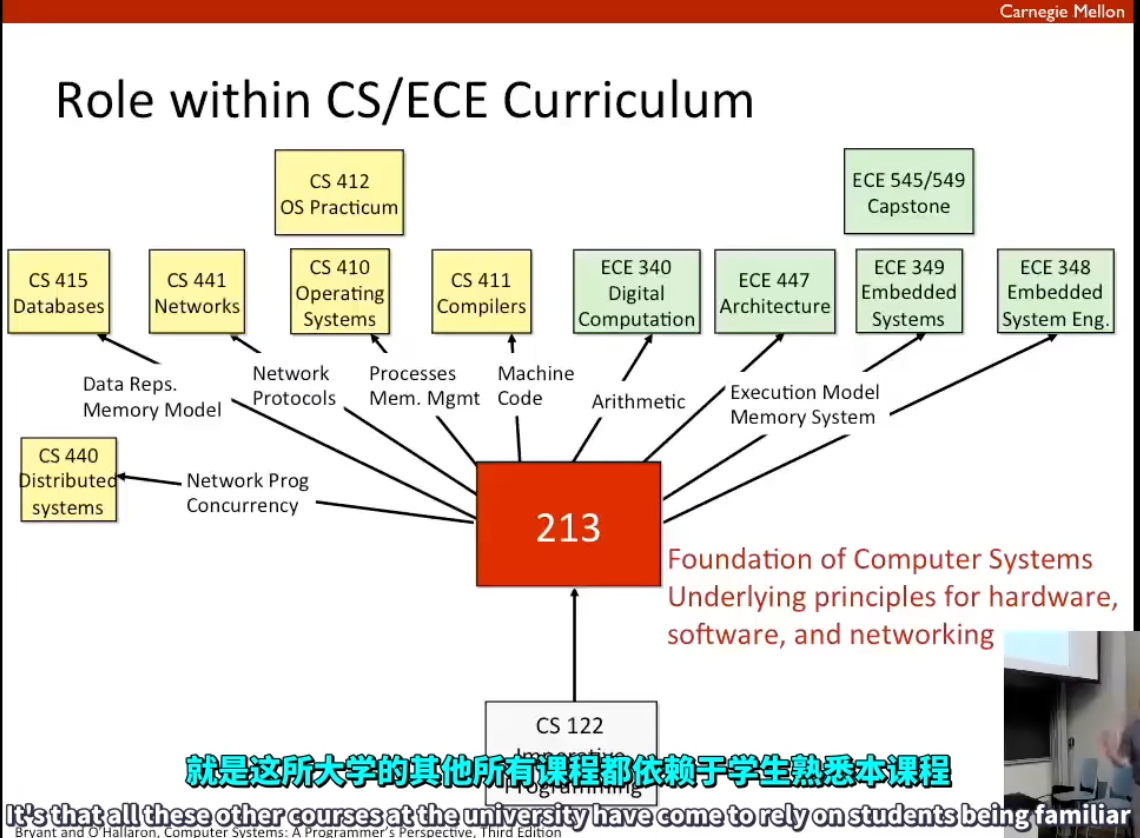 Carnegie Mellon
Role within CS/ECE Curriculum
CS 412
OS Practicum
ECE 545/549
Capstone
CS 415
Databases
CS 441
Networks
CS 410
Operating
Systems
CS 411
Compilers
ECE 340
Digital
Computation
ECE 447
Architecture
ECE 349
Embedded
Systems
ECE 348
Embedded
System Eng.
Data Reps.
Memory Model
Network
Protocols
Processes
Mem. Mgmt
Machine
Code
Arithmetic
Execution Model
Memory System
CS 440
Distributed
systems
Network Prog
Concurrency
213
Foundation of Computer Systems
Underlying principles for hardware,
software, and networking
CS 122
Imperative
Programming
就是这所大学的其他所有课程都依赖于学生熟悉本课程
It's that all these other courses at the university have come to rely on students being familiar
Bryant and O'Hallaron, Computer Systems: A Programmer's Perspective, Third Edition